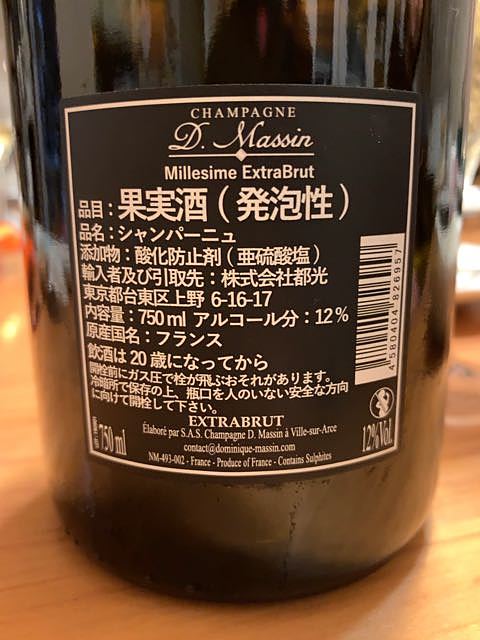 CHAMPAGNE
D. Massin
Millesime ExtraBrut
品目：果実酒（発泡性）
品名：シャンパーニュ
添加物：酸化防止剤（亜硫酸塩）
輸入者及び引取先：株式会社都光
東京都台東区上野 6-16-17
内容量：750ml アルコール分：12%
原産国名：フランス
飲酒は20歳になってから
開栓前にガス圧で栓が飛ぶおそれがあります。
冷暗所で保存の上、瓶口を人のいない安全な方向
に向けて開栓して下さい。
4560404826957
EXTRABRUT
Élaboré par S.A.S. Champagne D. Massin à Ville-sur-Arce
contact@dominique-massin.com
NM-493-002 - France - Produce of France - Contains Sulphites
750 ml
12%Vol.